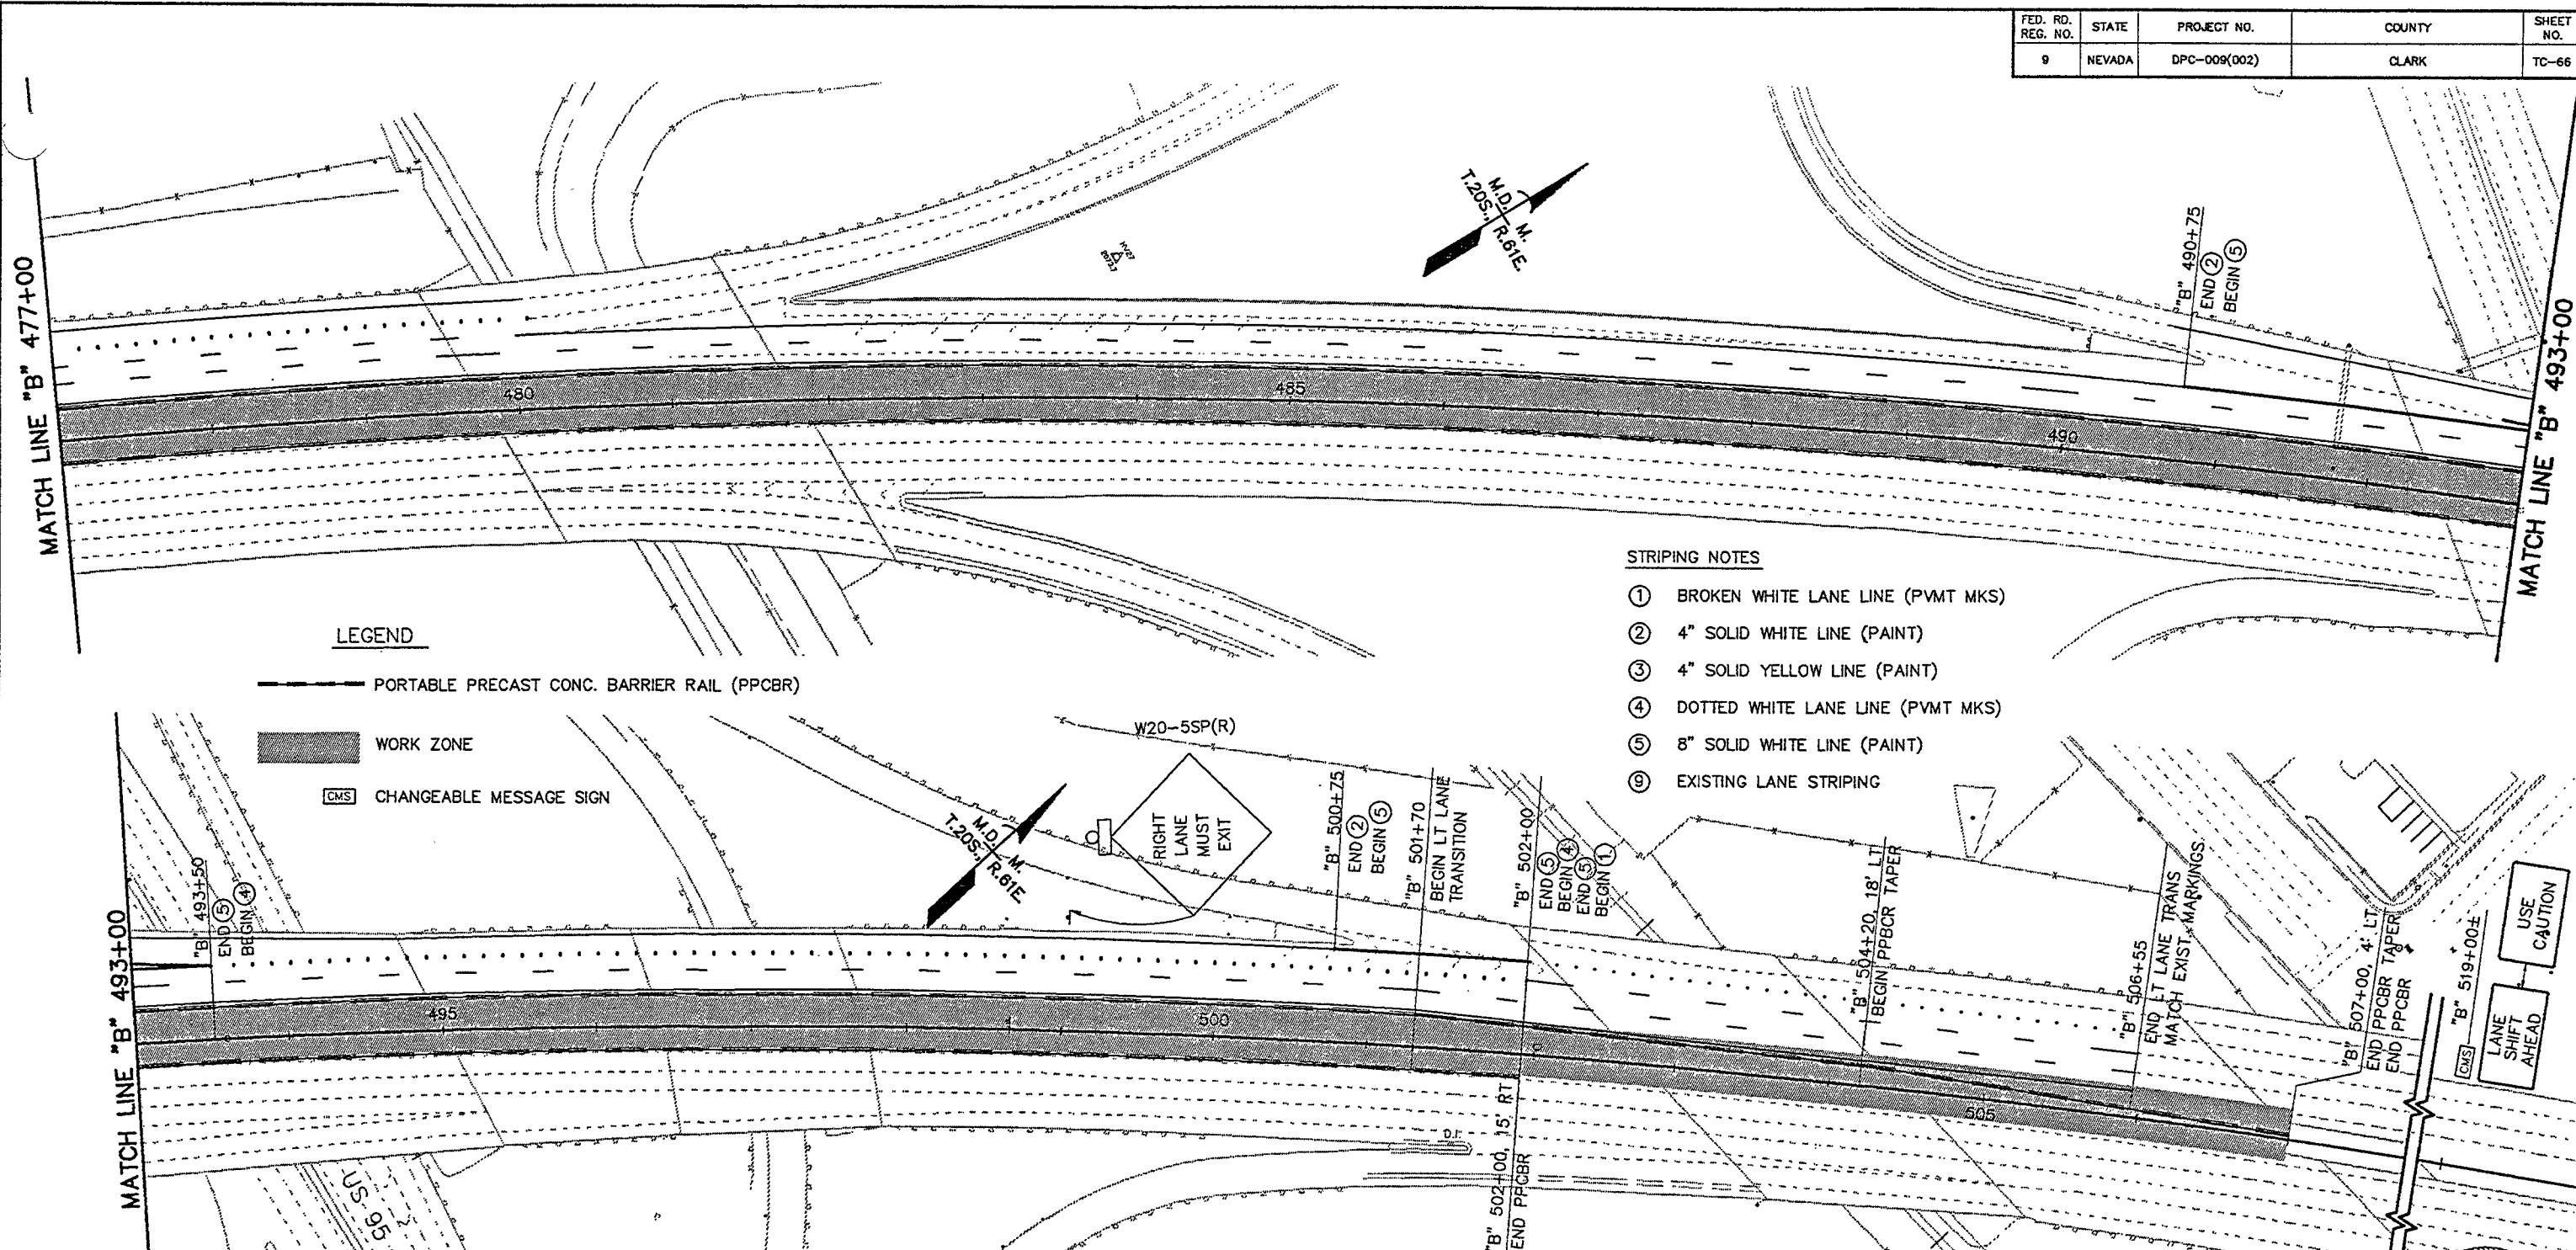 FED. RD. REG. NO.
STATE
PROJECT NO.
COUNTY
SHEET NO.
9
NEVADA
DPC-009(002)
CLARK
TC-66
MATCH LINE "B" 477+00
M.D. M.
T.20S., R.61E.
"B" 490+75
END ②
BEGIN ⑤
480
485
490
MATCH LINE "B" 493+00
LEGEND
PORTABLE PRECAST CONC. BARRIER RAIL (PPCBR)
WORK ZONE
CMS CHANGEABLE MESSAGE SIGN
STRIPING NOTES
① BROKEN WHITE LANE LINE (PVMT MKS)
② 4" SOLID WHITE LINE (PAINT)
③ 4" SOLID YELLOW LINE (PAINT)
④ DOTTED WHITE LANE LINE (PVMT MKS)
⑤ 8" SOLID WHITE LINE (PAINT)
⑨ EXISTING LANE STRIPING
MATCH LINE "B" 493+00
"B" 493+50
END ⑤
BEGIN ④
M.D. M.
T.20S., R.61E.
W20-5SP(R)
RIGHT
LANE
MUST
EXIT
"B" 500+75
END ②
BEGIN ⑤
"B" 501+70
BEGIN LT LANE
TRANSITION
"B" 502+00
END ⑤
BEGIN ④
END ⑤
BEGIN ①
"B" 504+20, 18' LT
BEGIN PPBCR TAPER
"B" 506+55
END LT LANE TRANS
MATCH EXIST. MARKINGS
"B" 507+00, 4' LT
END PPCBR TAPER
END PPCBR
"B" 519+00±
CMS
USE
CAUTION
LANE
SHIFT
AHEAD
495
500
505
D.I.
"B" 502+00, 15' RT
END PPCBR
US 95